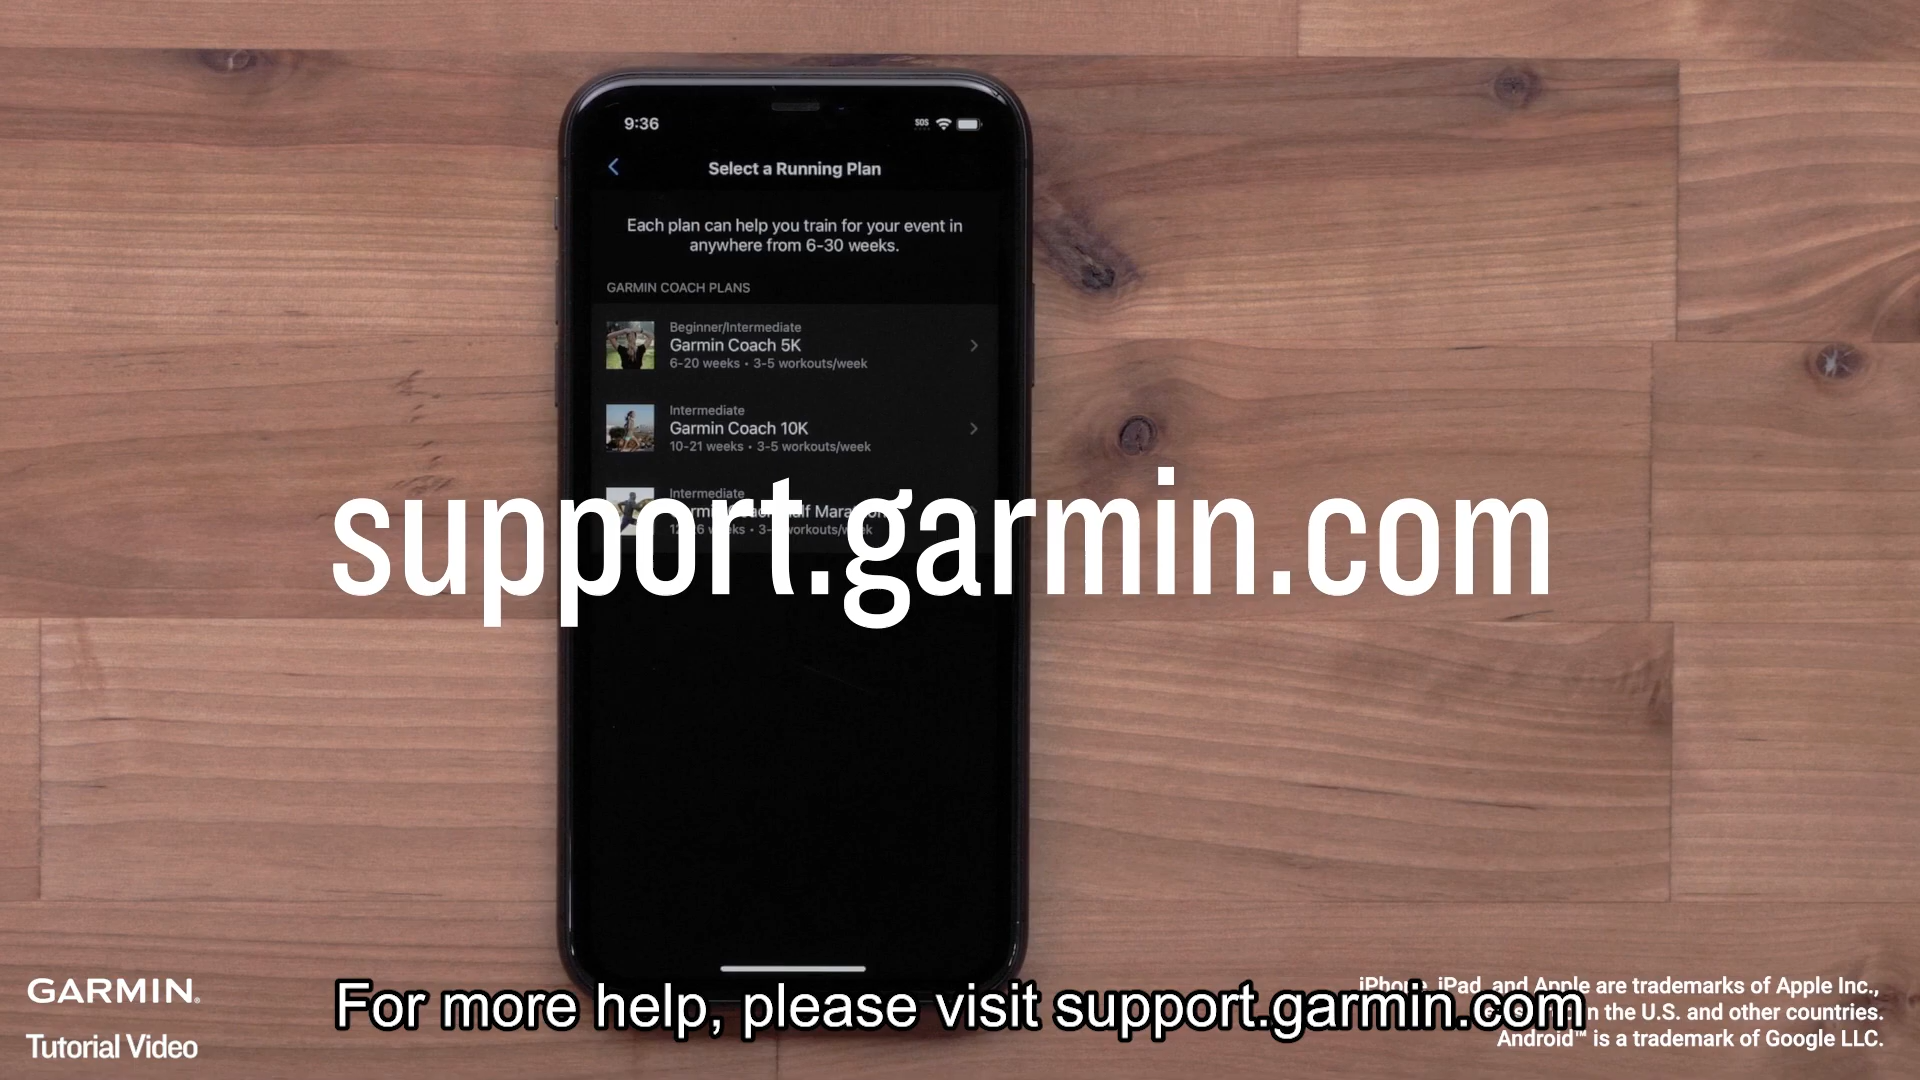 9:36
SOS
Select a Running Plan
Each plan can help you train for your event in
anywhere from 6-30 weeks.
GARMIN COACH PLANS
Beginner/Intermediate
Garmin Coach 5K
6-20 weeks • 3-5 workouts/week
Intermediate
Garmin Coach 10K
10-21 weeks • 3-5 workouts/week
Intermediate
support.garmin.com
GARMIN
Tutorial Video
For more help, please visit support.garmin.com
iPad, and Apple are trademarks of Apple Inc.,
in the U.S. and other countries.
Android™ is a trademark of Google LLC.